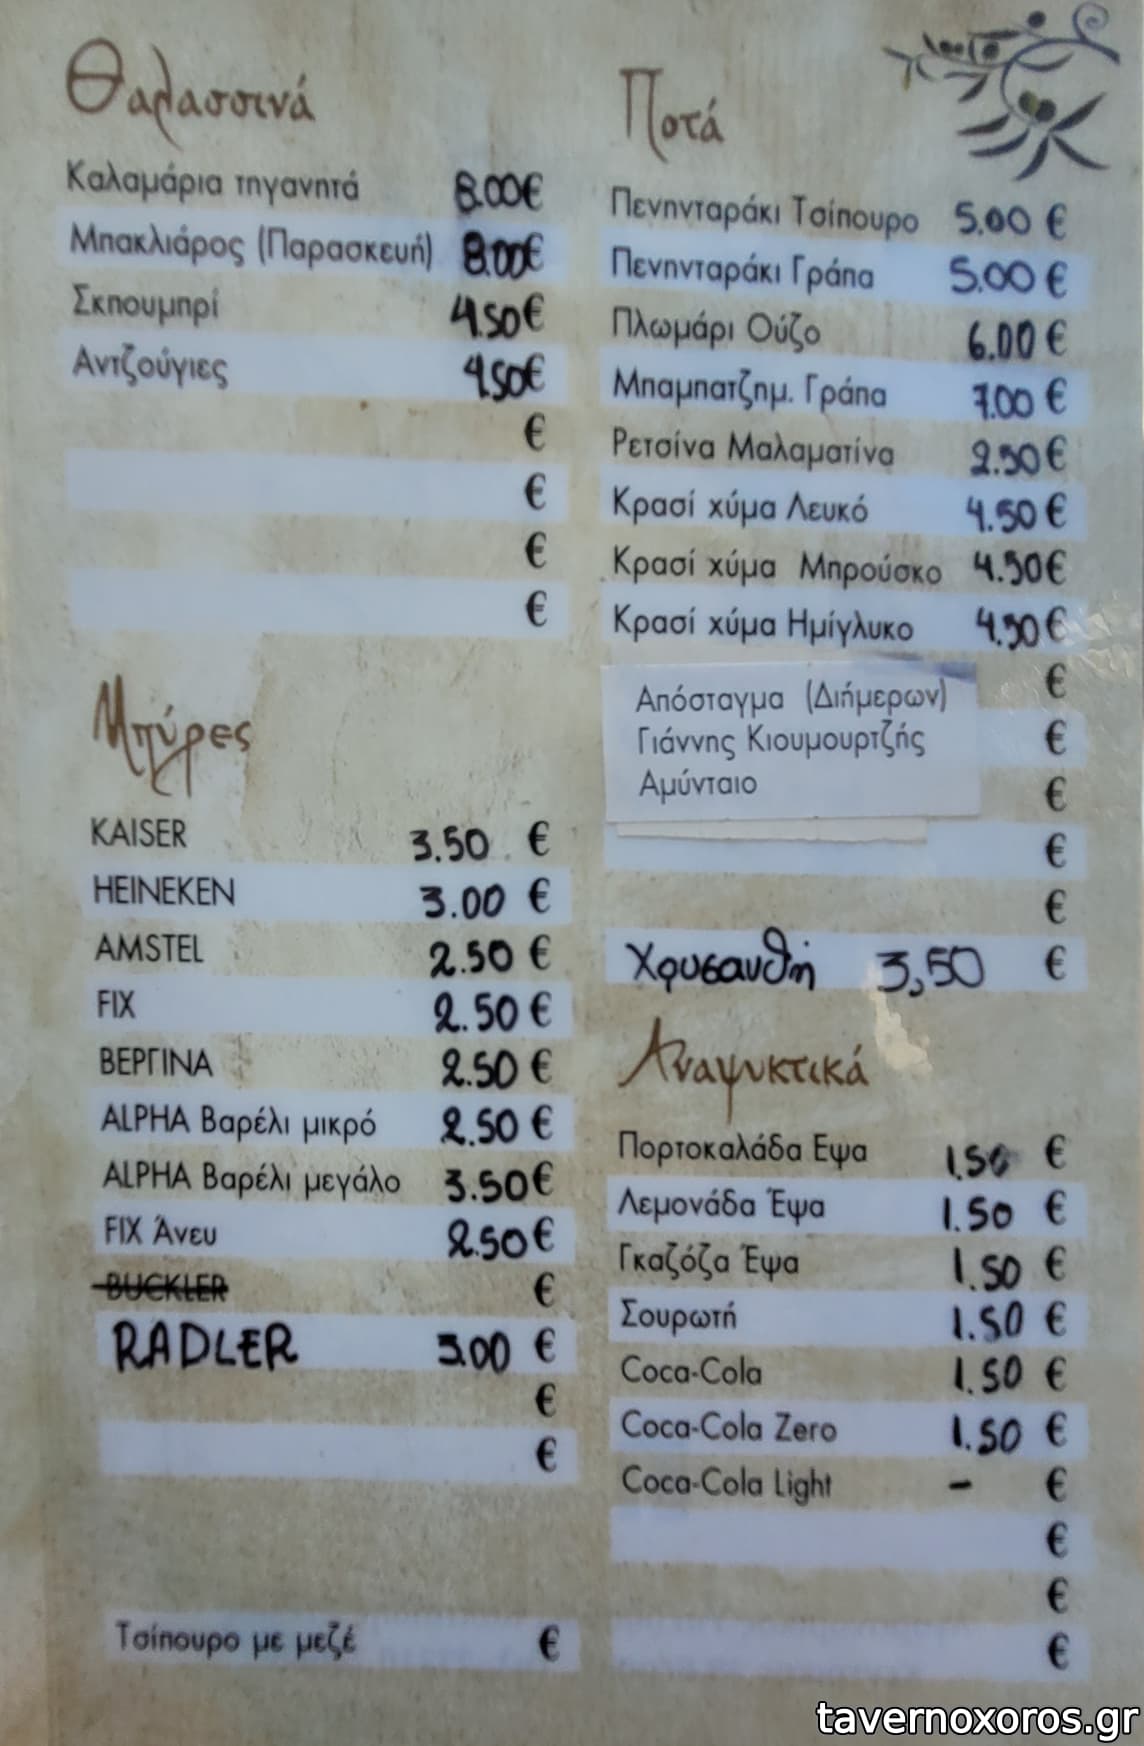 Θαλασσινά
Καλαμάρια τηγανητά 8.00€
Μπακλιάρος (Παρασκευή) 8.00€
Σκπουμπρί 4.50€
Αντζούγιες 4.50€
€
€
€
€
Μπύρες
KAISER 3.50 €
HEINEKEN 3.00 €
AMSTEL 2.50 €
FIX 2.50 €
ΒΕΡΓΙΝΑ 2.50 €
ALPHA Βαρέλι μικρό 2.50 €
ALPHA Βαρέλι μεγάλο 3.50€
FIX Άνευ 2.50€
BUCKLER €
RADLER 3.00 €
€
€
Τσίπουρο με μεζέ €
Ποτά
Πενηνταράκι Τσίπουρο 5.00 €
Πενηνταράκι Γράπα 5.00 €
Πλωμάρι Ούζο 6.00 €
Μπαμπατζημ. Γράπα 7.00 €
Ρετσίνα Μαλαματίνα 2.50 €
Κρασί χύμα Λευκό 4.50 €
Κρασί χύμα Μπρούσκο 4.50€
Κρασί χύμα Ημίγλυκο 4.50€
€
Απόσταγμα (Διήμερων)
Γιάννης Κιουμουρτζής €
Αμύνταιο €
€
€
Χρυσανθή 3,50 €
Αναψυκτικά
Πορτοκαλάδα Εψα 1.50 €
Λεμονάδα Έψα 1.50 €
Γκαζόζα Έψα 1.50 €
Σουρωτή 1.50 €
Coca-Cola 1.50 €
Coca-Cola Zero 1.50 €
Coca-Cola Light - €
€
€
€
tavernoxoros.gr